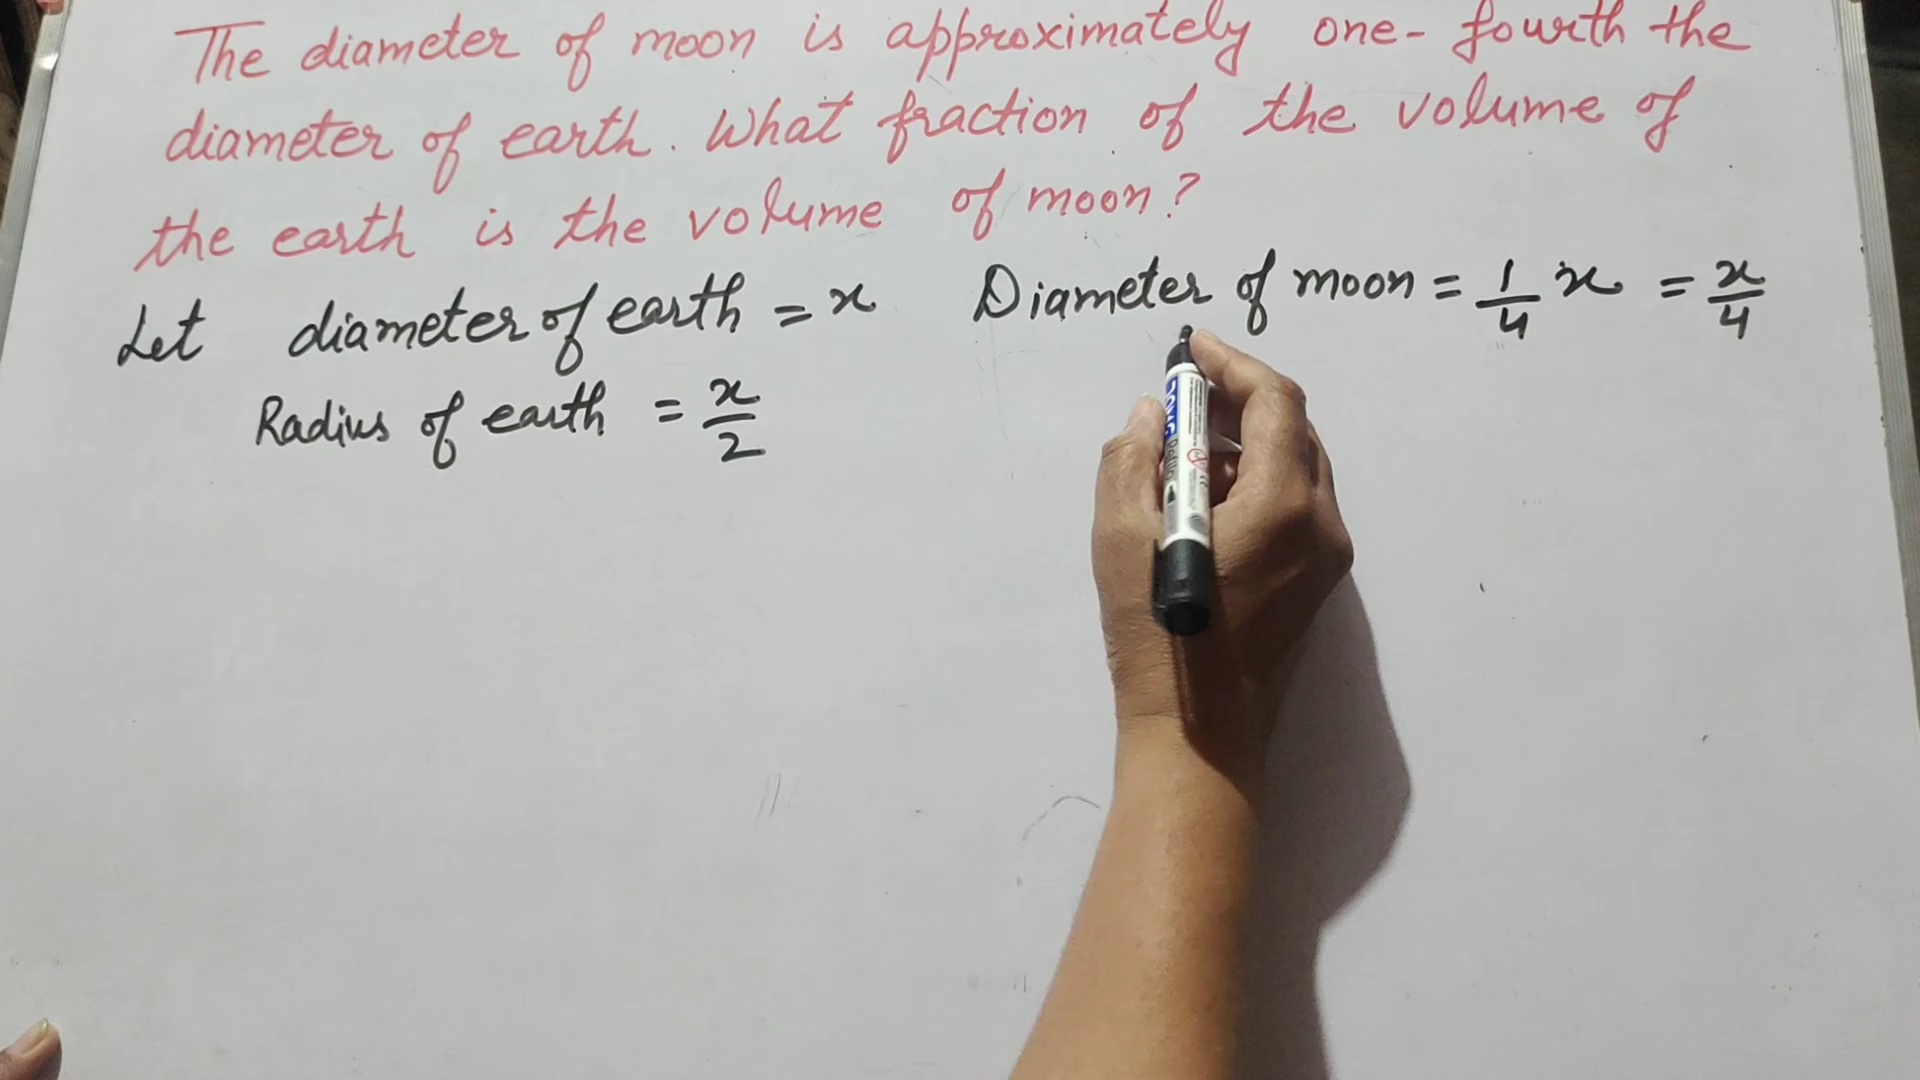 The diameter of moon is approximately one-fourth the
diameter of earth. What fraction of the volume of
the earth is the volume of moon?
Let diameter of earth = x
Diameter of moon = 1/4 x = x/4
Radius of earth = x/2